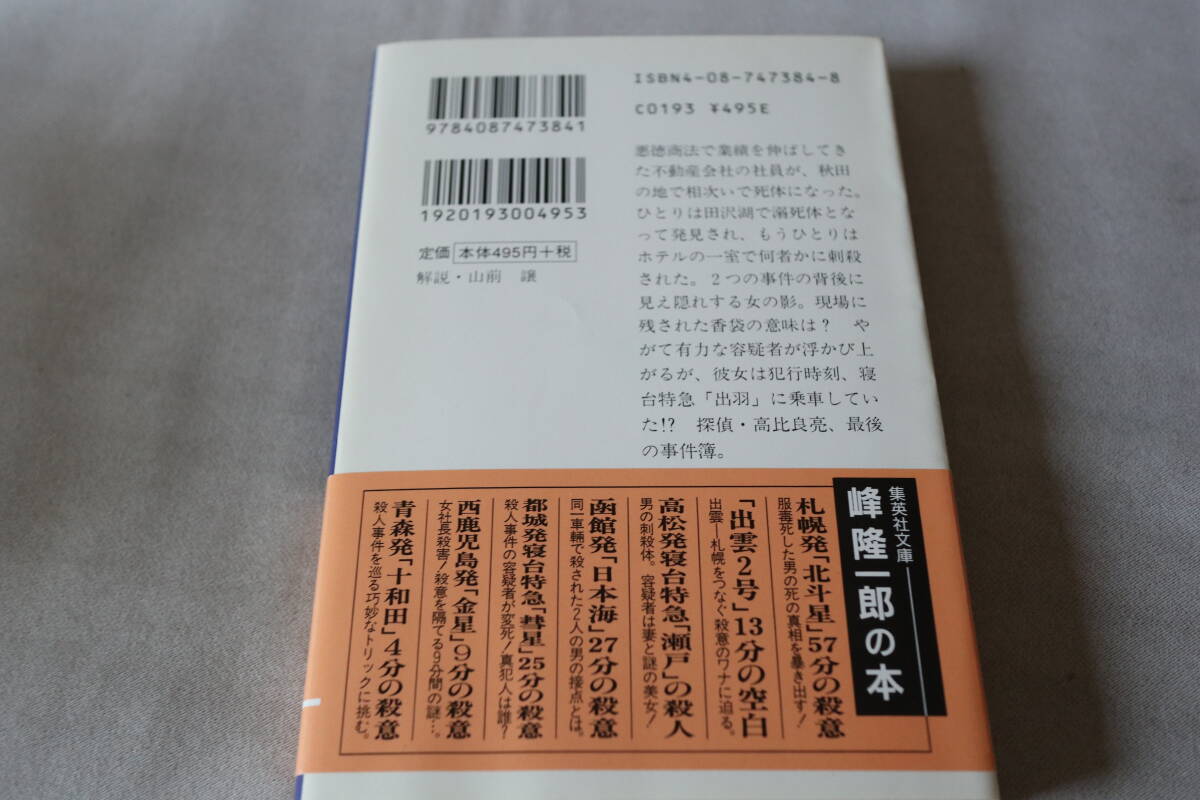 9784087473841
1920193004953
定価 本体495円+税
解説・山前 譲
ISBN4-08-747384-8
C0193 ¥495E
悪徳商法で業績を伸ばしてき
た不動産会社の社員が、秋田
の地で相次いで死体になった。
ひとりは田沢湖で溺死体とな
って発見され、もうひとりは
ホテルの一室で何者かに刺殺
された。2つの事件の背後に
見え隠れする女の影。現場に
残された香袋の意味は? や
がて有力な容疑者が浮かび上
がるが、彼女は犯行時刻、寝
台特急「出羽」に乗車してい
た!? 探偵・高比良亮、最後
の事件簿。
集英社文庫
峰隆一郎の本
札幌発「北斗星」57分の殺意
服毒死した男の死の真相を暴き出す!
「出雲2号」13分の空白
出雲―札幌をつなぐ殺意のワナに迫る。
高松発寝台特急「瀬戸」の殺人
男の刺殺体。容疑者は妻と謎の美女!
函館発「日本海」27分の殺意
同一車輌で殺された2人の男の接点とは。
都城発寝台特急「彗星」25分の殺意
殺人事件の容疑者が変死!真犯人は誰?
西鹿児島発「金星」9分の殺意
女社長殺害!殺意を隔てる9分間の謎…。
青森発「十和田」4分の殺意
殺人事件を巡る巧妙なトリックに挑む。